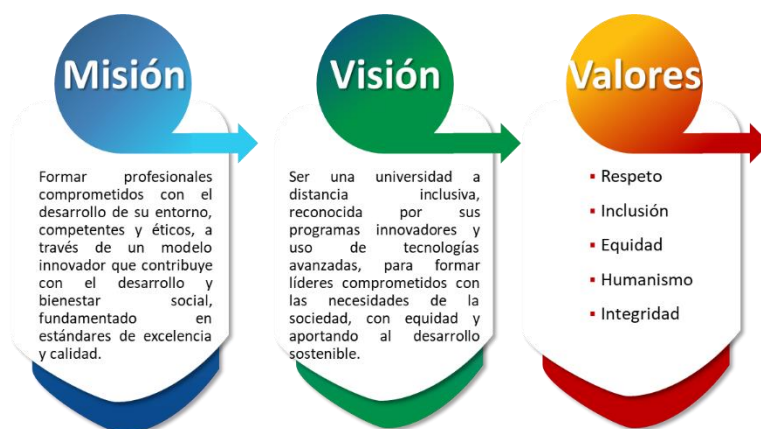 Misión
Formar profesionales
comprometidos con el
desarrollo de su entorno,
competentes y éticos, a
través de un modelo
innovador que contribuye
con el desarrollo y
bienestar social,
fundamentado en
estándares de excelencia
y calidad.
Visión
Ser una universidad a
distancia inclusiva,
reconocida por sus
programas innovadores y
uso de tecnologías
avanzadas, para formar
líderes comprometidos con
las necesidades de la
sociedad, con equidad y
aportando al desarrollo
sostenible.
Valores
▪ Respeto
▪ Inclusión
▪ Equidad
▪ Humanismo
▪ Integridad